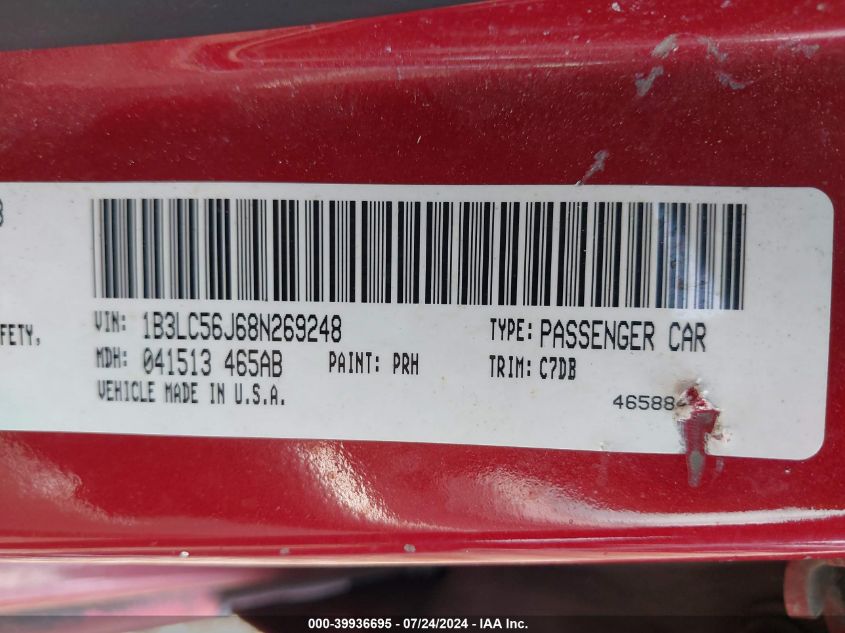 VIN: 1B3LC56J68N269248 TYPE: PASSENGER CAR
FETY,
MDH: 041513 465AB PAINT: PRH TRIM: C7DB
VEHICLE MADE IN U.S.A.
46588
000-39936695 / 07/24/2024 - IAA Inc.